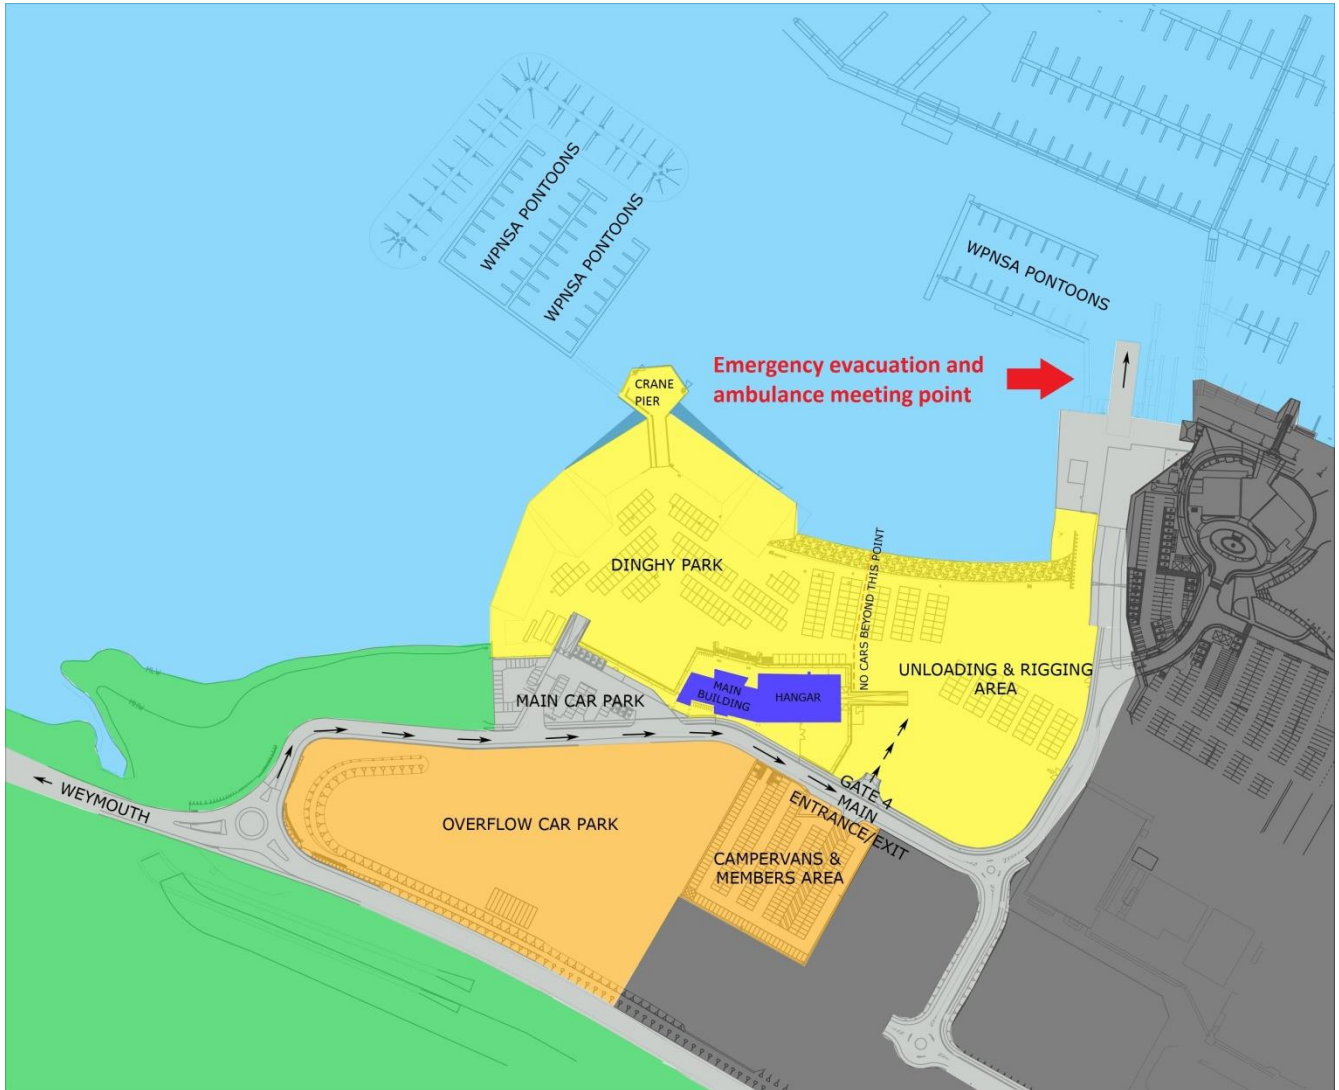 WPNSA PONTOONS
WPNSA PONTOONS
WPNSA PONTOONS
Emergency evacuation and
ambulance meeting point
CRANE
PIER
DINGHY PARK
NO CARS BEYOND THIS POINT
UNLOADING & RIGGING
AREA
MAIN
BUILDING
HANGAR
MAIN CAR PARK
MLW
WEYMOUTH
GATE 4
MAIN
ENTRANCE/EXIT
OVERFLOW CAR PARK
CAMPERVANS &
MEMBERS AREA